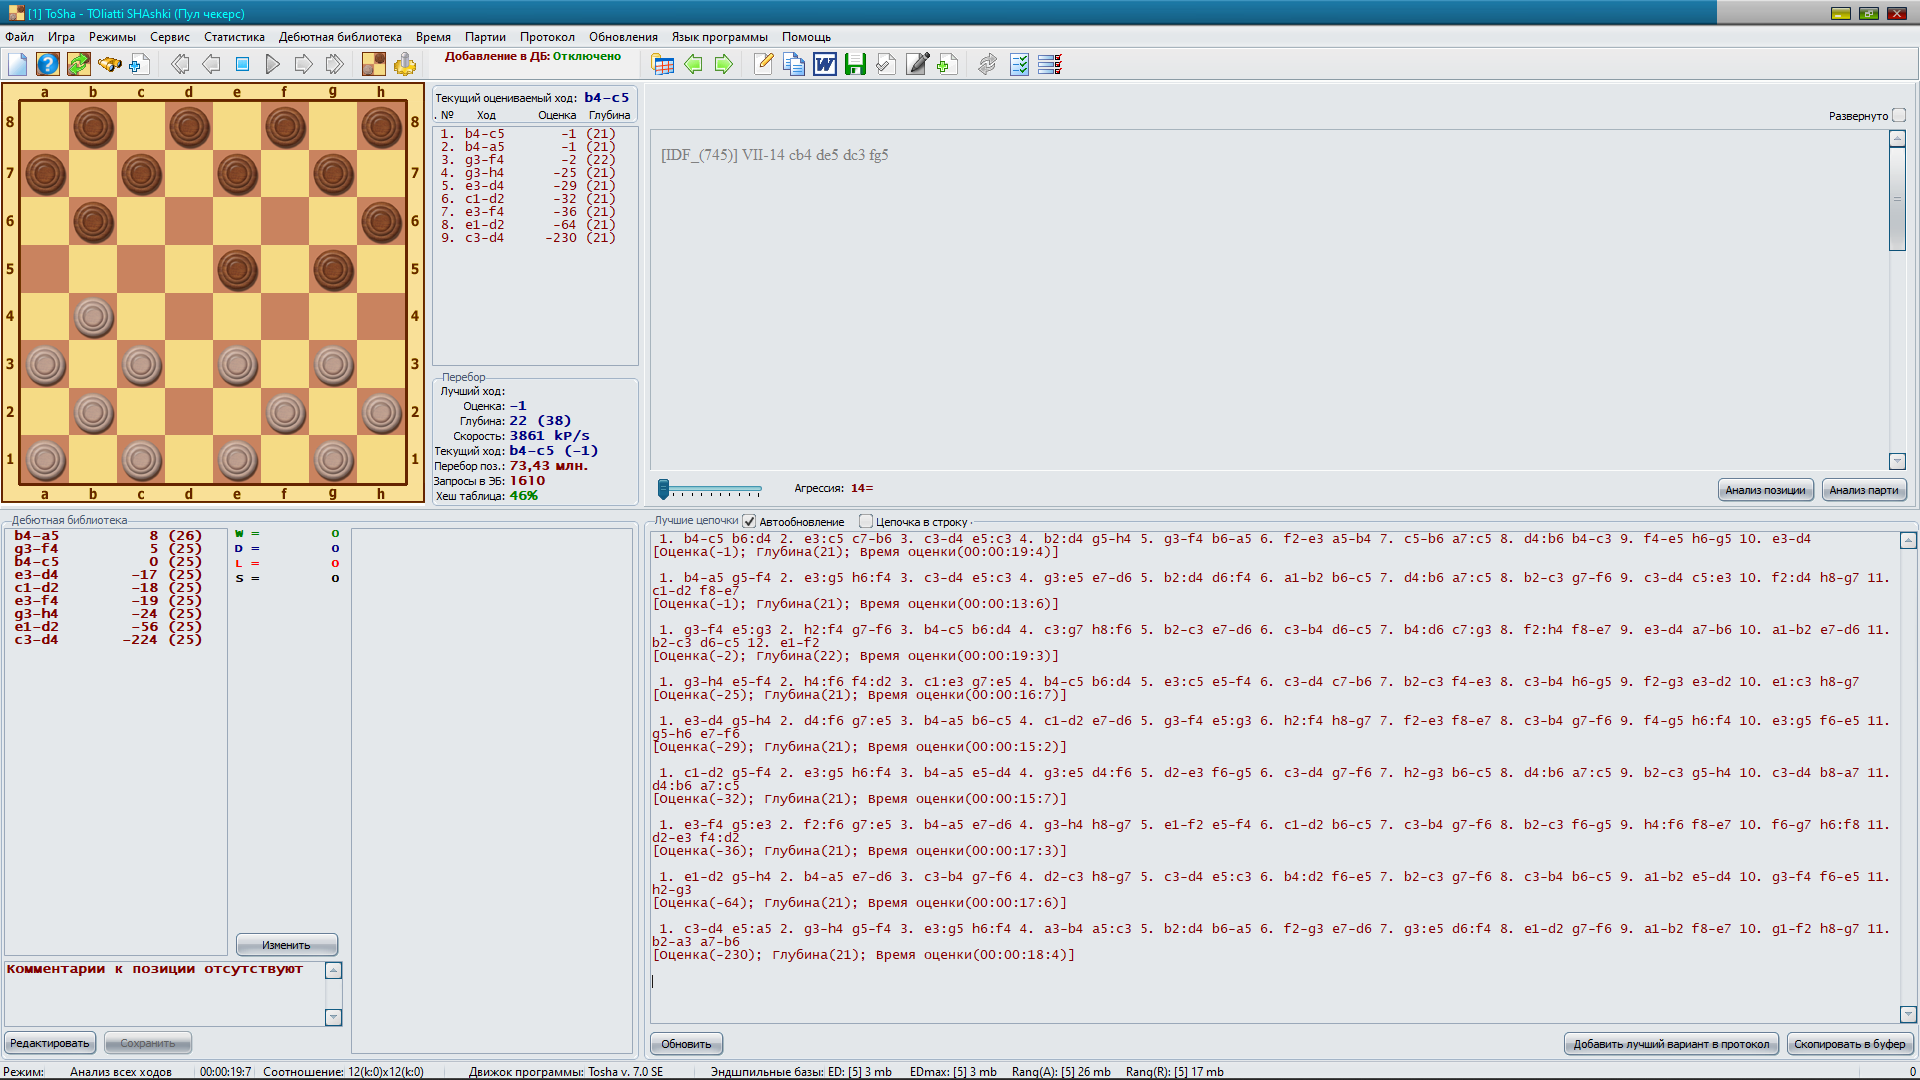 [1] ToSha - TOliatti SHAshki (Пул чекерс)
Файл Игра Режимы Сервис Статистика Дебютная библиотека Время Партии Протокол Обновления Язык программы Помощь
Добавление в ДБ: Отключено
a b c d e f g h
8 8
7 7
6 6
5 5
4 4
3 3
2 2
1 1
a b c d e f g h
Текущий оцениваемый ход: b4-c5
. № Ход Оценка Глубина
1. b4-c5 -1 (21)
2. b4-a5 -1 (21)
3. g3-f4 -2 (22)
4. g3-h4 -25 (21)
5. e3-d4 -29 (21)
6. c1-d2 -32 (21)
7. e3-f4 -36 (21)
8. e1-d2 -64 (21)
9. c3-d4 -230 (21)
Перебор
Лучший ход:
Оценка: -1
Глубина: 22 (38)
Скорость: 3861 kP/s
Текущий ход: b4-c5 (-1)
Перебор поз.: 73,43 млн.
Запросы в ЭБ: 1610
Хеш таблица: 46%
Развернуто
[IDF_(745)] VII-14 cb4 de5 dc3 fg5
Агрессия: 14=
Анализ позиции Анализ парти
Дебютная библиотека
b4-a5 8 (26)
g3-f4 5 (25)
b4-c5 0 (25)
e3-d4 -17 (25)
c1-d2 -18 (25)
e3-f4 -19 (25)
g3-h4 -24 (25)
e1-d2 -56 (25)
c3-d4 -224 (25)
W = 0
D = 0
L = 0
S = 0
Изменить
Комментарии к позиции отсутствуют
Редактировать Сохранить
Лучшие цепочки Автообновление Цепочка в строку
1. b4-c5 b6:d4 2. e3:c5 c7-b6 3. c3-d4 e5:c3 4. b2:d4 g5-h4 5. g3-f4 b6-a5 6. f2-e3 a5-b4 7. c5-b6 a7:c5 8. d4:b6 b4-c3 9. f4-e5 h6-g5 10. e3-d4
[Оценка(-1); Глубина(21); Время оценки(00:00:19:4)]
1. b4-a5 g5-f4 2. e3:g5 h6:f4 3. c3-d4 e5:c3 4. g3:e5 e7-d6 5. b2:d4 d6:f4 6. a1-b2 b6-c5 7. d4:b6 a7:c5 8. b2-c3 g7-f6 9. c3-d4 c5:e3 10. f2:d4 h8-g7 11.
c1-d2 f8-e7
[Оценка(-1); Глубина(21); Время оценки(00:00:13:6)]
1. g3-f4 e5:g3 2. h2:f4 g7-f6 3. b4-c5 b6:d4 4. c3:g7 h8:f6 5. b2-c3 e7-d6 6. c3-b4 d6-c5 7. b4:d6 c7:g3 8. f2:h4 f8-e7 9. e3-d4 a7-b6 10. a1-b2 e7-d6 11.
b2-c3 d6-c5 12. e1-f2
[Оценка(-2); Глубина(22); Время оценки(00:00:19:3)]
1. g3-h4 e5-f4 2. h4:f6 f4:d2 3. c1:e3 g7:e5 4. b4-c5 b6:d4 5. e3:c5 e5-f4 6. c3-d4 c7-b6 7. b2-c3 f4-e3 8. c3-b4 h6-g5 9. f2-g3 e3-d2 10. e1:c3 h8-g7
[Оценка(-25); Глубина(21); Время оценки(00:00:16:7)]
1. e3-d4 g5-h4 2. d4:f6 g7:e5 3. b4-a5 b6-c5 4. c1-d2 e7-d6 5. g3-f4 e5:g3 6. h2:f4 h8-g7 7. f2-e3 f8-e7 8. c3-b4 g7-f6 9. f4-g5 h6:f4 10. e3:g5 f6-e5 11.
g5-h6 e7-f6
[Оценка(-29); Глубина(21); Время оценки(00:00:15:2)]
1. c1-d2 g5-f4 2. e3:g5 h6:f4 3. b4-a5 e5-d4 4. g3:e5 d4:f6 5. d2-e3 f6-g5 6. c3-d4 g7-f6 7. h2-g3 b6-c5 8. d4:b6 a7:c5 9. b2-c3 g5-h4 10. c3-d4 b8-a7 11.
d4:b6 a7:c5
[Оценка(-32); Глубина(21); Время оценки(00:00:15:7)]
1. e3-f4 g5:e3 2. f2:f6 g7:e5 3. b4-a5 e7-d6 4. g3-h4 h8-g7 5. e1-f2 e5-f4 6. c1-d2 b6-c5 7. c3-b4 g7-f6 8. b2-c3 f6-g5 9. h4:f6 f8-e7 10. f6-g7 h6:f8 11.
d2-e3 f4:d2
[Оценка(-36); Глубина(21); Время оценки(00:00:17:3)]
1. e1-d2 g5-h4 2. b4-a5 e7-d6 3. c3-b4 g7-f6 4. d2-c3 h8-g7 5. c3-d4 e5:c3 6. b4:d2 f6-e5 7. b2-c3 g7-f6 8. c3-b4 b6-c5 9. a1-b2 e5-d4 10. g3-f4 f6-e5 11.
h2-g3
[Оценка(-64); Глубина(21); Время оценки(00:00:17:6)]
1. c3-d4 e5:a5 2. g3-h4 g5-f4 3. e3:g5 h6:f4 4. a3-b4 a5:c3 5. b2:d4 b6-a5 6. f2-g3 e7-d6 7. g3:e5 d6:f4 8. e1-d2 g7-f6 9. a1-b2 f8-e7 10. g1-f2 h8-g7 11.
b2-a3 a7-b6
[Оценка(-230); Глубина(21); Время оценки(00:00:18:4)]
Обновить Добавить лучший вариант в протокол Скопировать в буфер
Режим: Анализ всех ходов 00:00:19:7 Соотношение: 12(k:0)x12(k:0) Движок программы: Tosha v. 7.0 SE Эндшпильные базы: ED: [5] 3 mb EDmax: [5] 3 mb Rang(A): [5] 26 mb Rang(R): [5] 17 mb 0